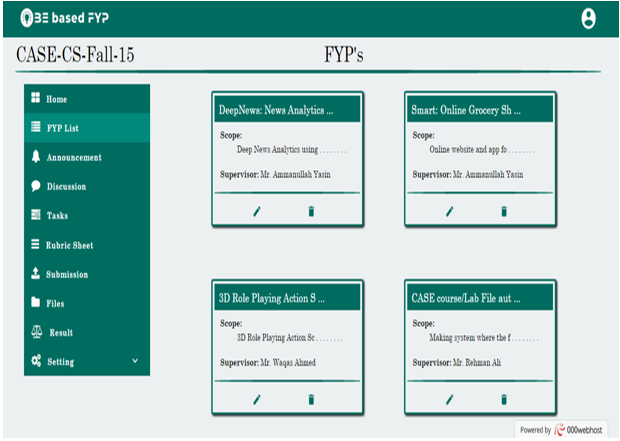 OBE based FYP
CASE-CS-Fall-15
FYP's
Home
FYP List
Announcement
Discussion
Tasks
Rubric Sheet
Submission
Files
Result
Setting
DeepNews: News Analytics ...
Scope:
Deep News Analytics using . . . . . . . .
Supervisor: Mr. Ammanullah Yasin
Smart: Online Grocery Sh ...
Scope:
Online website and app fo . . . . . . . .
Supervisor: Mr. Ammanullah Yasin
3D Role Playing Action S ...
Scope:
3D Role Playing Action Sc . . . . . . . .
Supervisor: Mr. Waqas Ahmed
CASE course/Lab File aut ...
Scope:
Making system where the f . . . . . . . .
Supervisor: Mr. Rehman Ali
Powered by 000webhost